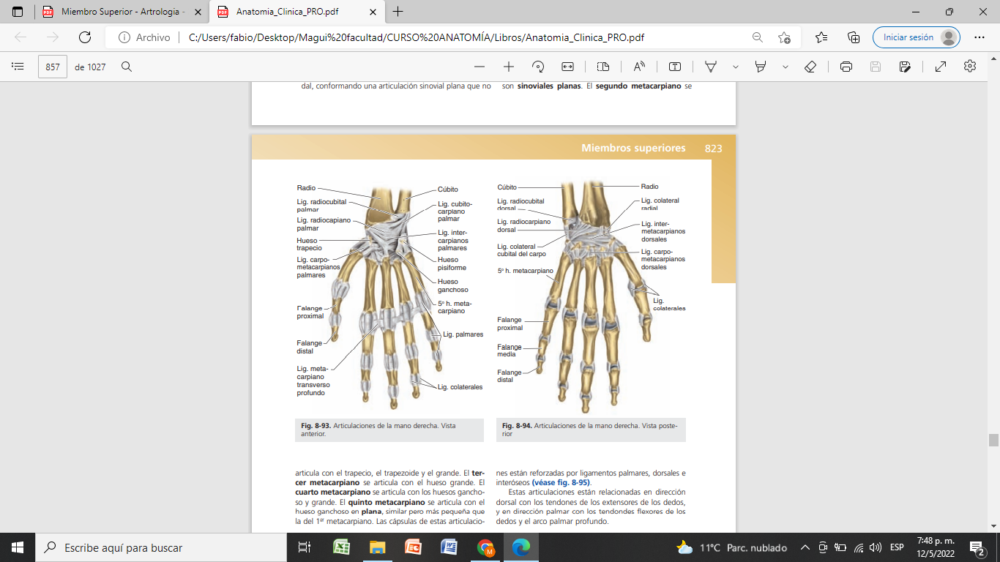 Miembro Superior - Artrologia -
Anatomia_Clinica_PRO.pdf
Archivo
C:/Users/fabio/Desktop/Magui%20facultad/CURSO%20ANATOMÍA/Libros/Anatomia_Clinica_PRO.pdf
Iniciar sesión
857 de 1027
dal, conformando una articulación sinovial plana que no
son sinoviales planas. El segundo metacarpiano se
Miembros superiores 823
Radio
Lig. radiocubital
palmar
Lig. radiocapiano
palmar
Hueso
trapecio
Lig. carpo-
metacarpianos
palmares
Falange
proximal
Falange
distal
Lig. meta-
carpiano
transverso
profundo
Cúbito
Lig. cubito-
carpiano
palmar
Lig. inter-
carpianos
palmares
Hueso
pisiforme
Hueso
ganchoso
5º h. meta-
carpiano
Lig. palmares
Lig. colaterales
Fig. 8-93. Articulaciones de la mano derecha. Vista
anterior.
Cúbito
Lig. radiocubital
dorsal
Lig. radiocarpiano
dorsal
Lig. colateral
cubital del carpo
5º h. metacarpiano
Falange
proximal
Falange
media
Falange
distal
Radio
Lig. colateral
radial
Lig. inter-
metacarpianos
dorsales
Lig. carpo-
metacarpianos
dorsales
Lig.
colaterales
Fig. 8-94. Articulaciones de la mano derecha. Vista poste-
rior
articula con el trapecio, el trapezoide y el grande. El ter-
cer metacarpiano se articula con el hueso grande. El
cuarto metacarpiano se articula con los huesos gancho-
so y grande. El quinto metacarpiano se articula con el
hueso ganchoso en plana, similar pero más pequeña que
la del 1er metacarpiano. Las cápsulas de estas articulacio-
nes están reforzadas por ligamentos palmares, dorsales e
interóseos (véase fig. 8-95).
Estas articulaciones están relacionadas en dirección
dorsal con los tendones de los extensores de los dedos,
y en dirección palmar con los tendondes flexores de los
dedos y el arco palmar profundo.
Escribe aquí para buscar
11°C Parc. nublado
ESP
7:48 p. m.
12/5/2022
2